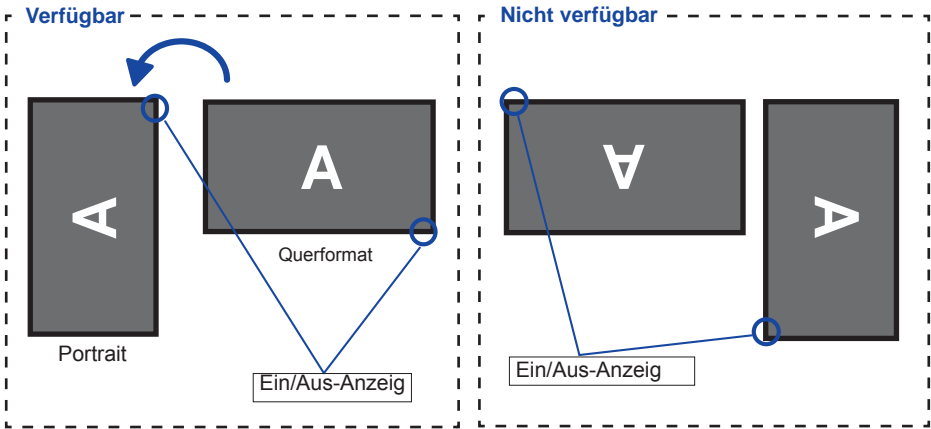 Verfügbar
A
A
Querformat
Portrait
Ein/Aus-Anzeig
Nicht verfügbar
A
A
Ein/Aus-Anzeig